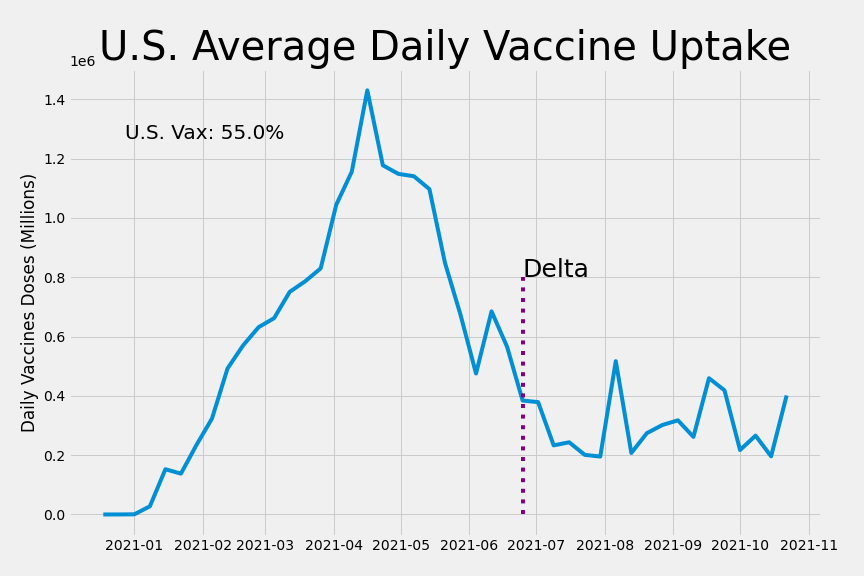 U.S. Average Daily Vaccine Uptake
1e6
1.4
U.S. Vax: 55.0%
1.2
1.0
Delta
0.8
0.6
0.4
0.2
0.0
Daily Vaccines Doses (Millions)
2021-01 2021-02 2021-03 2021-04 2021-05 2021-06 2021-07 2021-08 2021-09 2021-10 2021-11